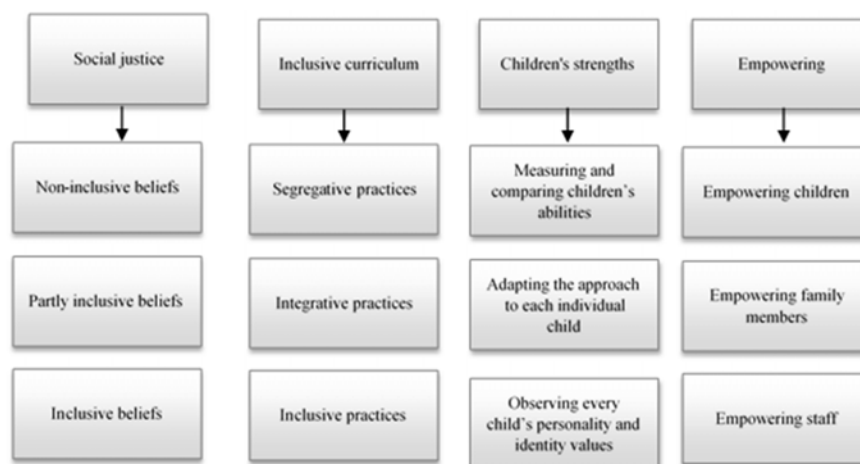 Social justice
Non-inclusive beliefs
Partly inclusive beliefs
Inclusive beliefs
Inclusive curriculum
Segregative practices
Integrative practices
Inclusive practices
Children's strengths
Measuring and
comparing children's
abilities
Adapting the approach
to each individual
child
Observing every
child's personality and
identity values
Empowering
Empowering children
Empowering family
members
Empowering staff